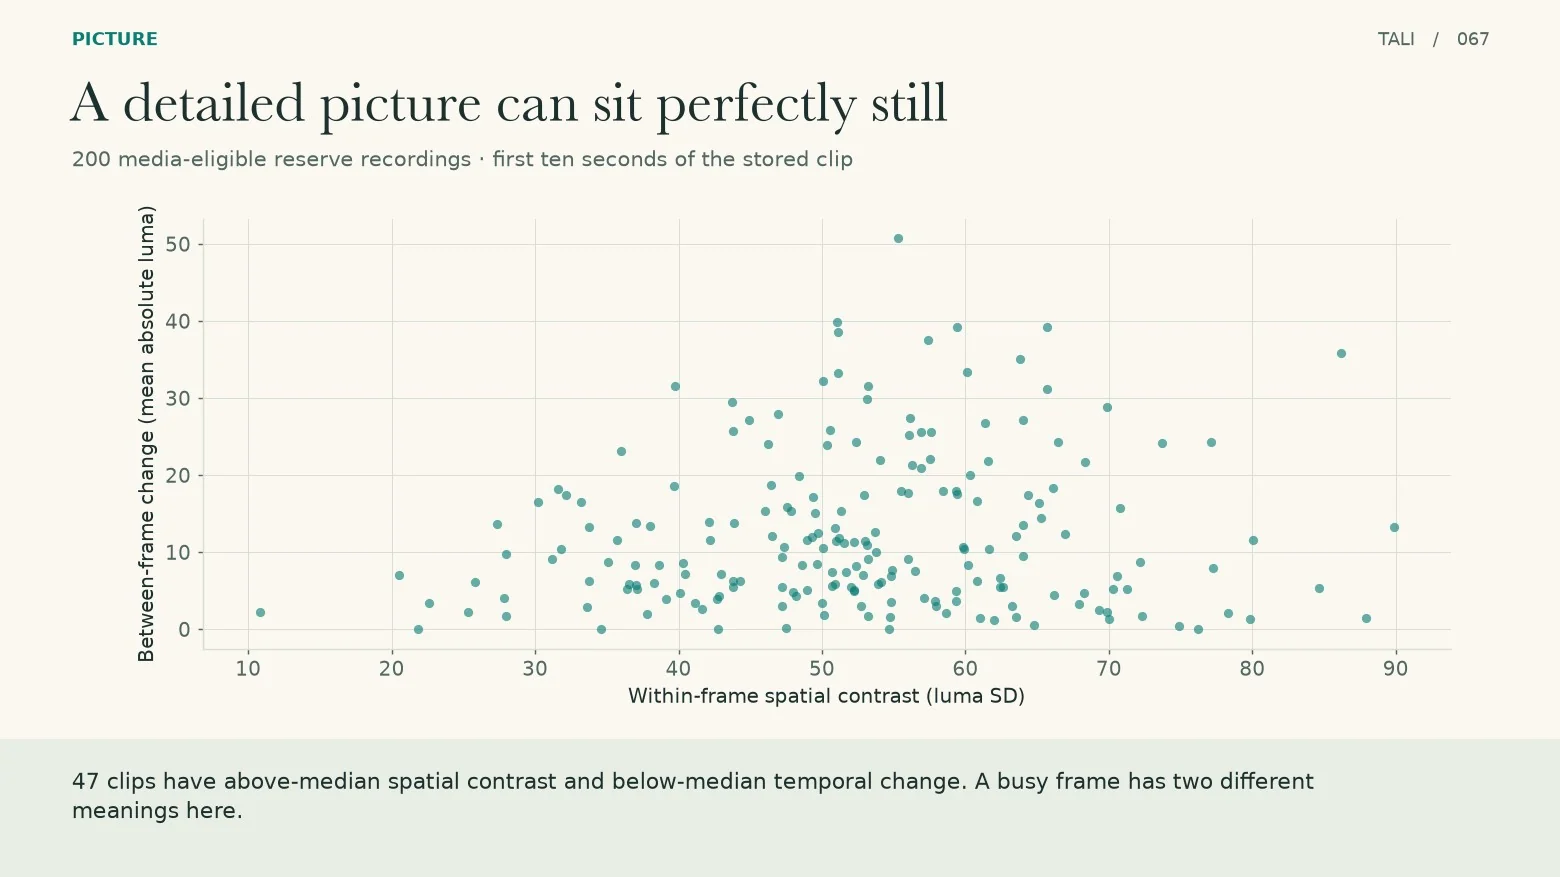 PICTURE
TALI / 067
A detailed picture can sit perfectly still
200 media-eligible reserve recordings · first ten seconds of the stored clip
Between-frame change (mean absolute luma)
50
40
30
20
10
0
10 20 30 40 50 60 70 80 90
Within-frame spatial contrast (luma SD)
47 clips have above-median spatial contrast and below-median temporal change. A busy frame has two different
meanings here.